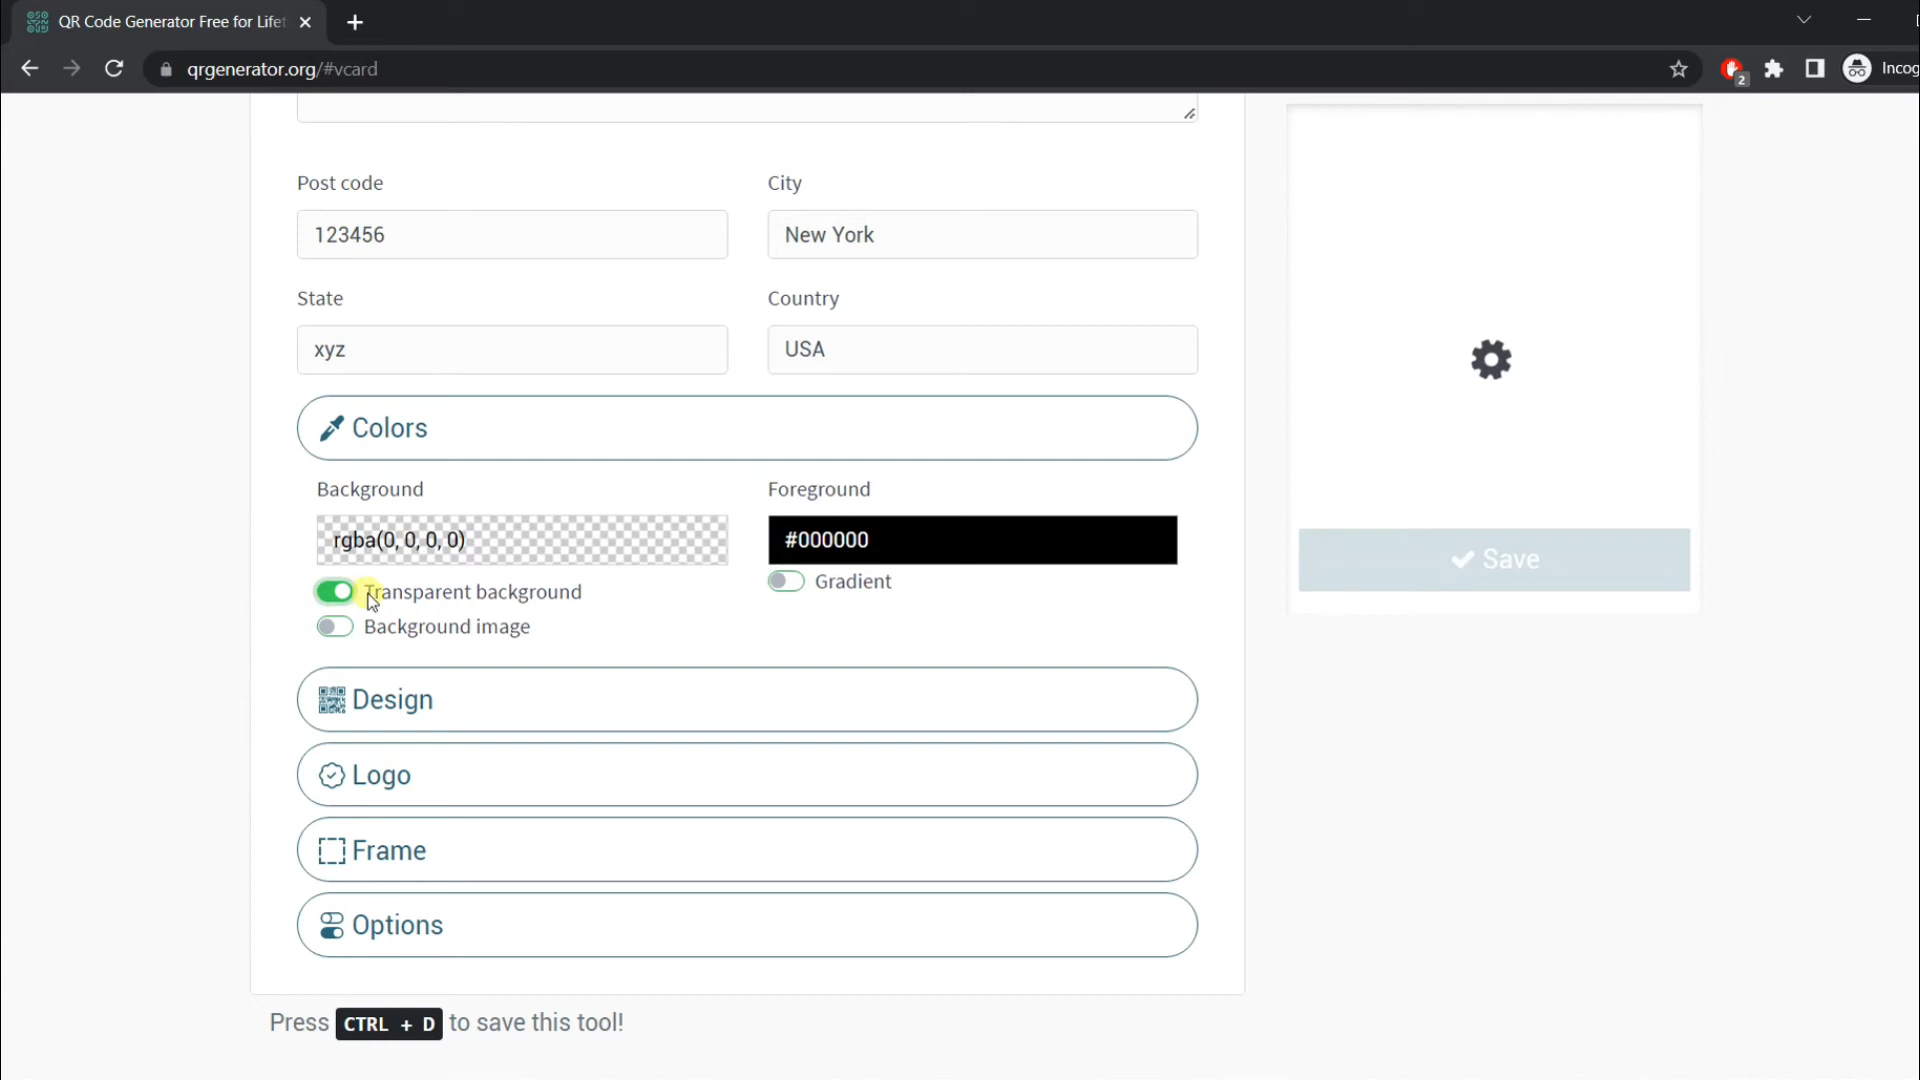 QR Code Generator Free for Lifet
qrgenerator.org/#vcard
2
Incog
Post code
City
123456
New York
State
Country
xyz
USA
Colors
Background
Foreground
rgba(0, 0, 0, 0)
#000000
Transparent background
Gradient
Background image
Save
Design
Logo
Frame
Options
Press CTRL + D to save this tool!